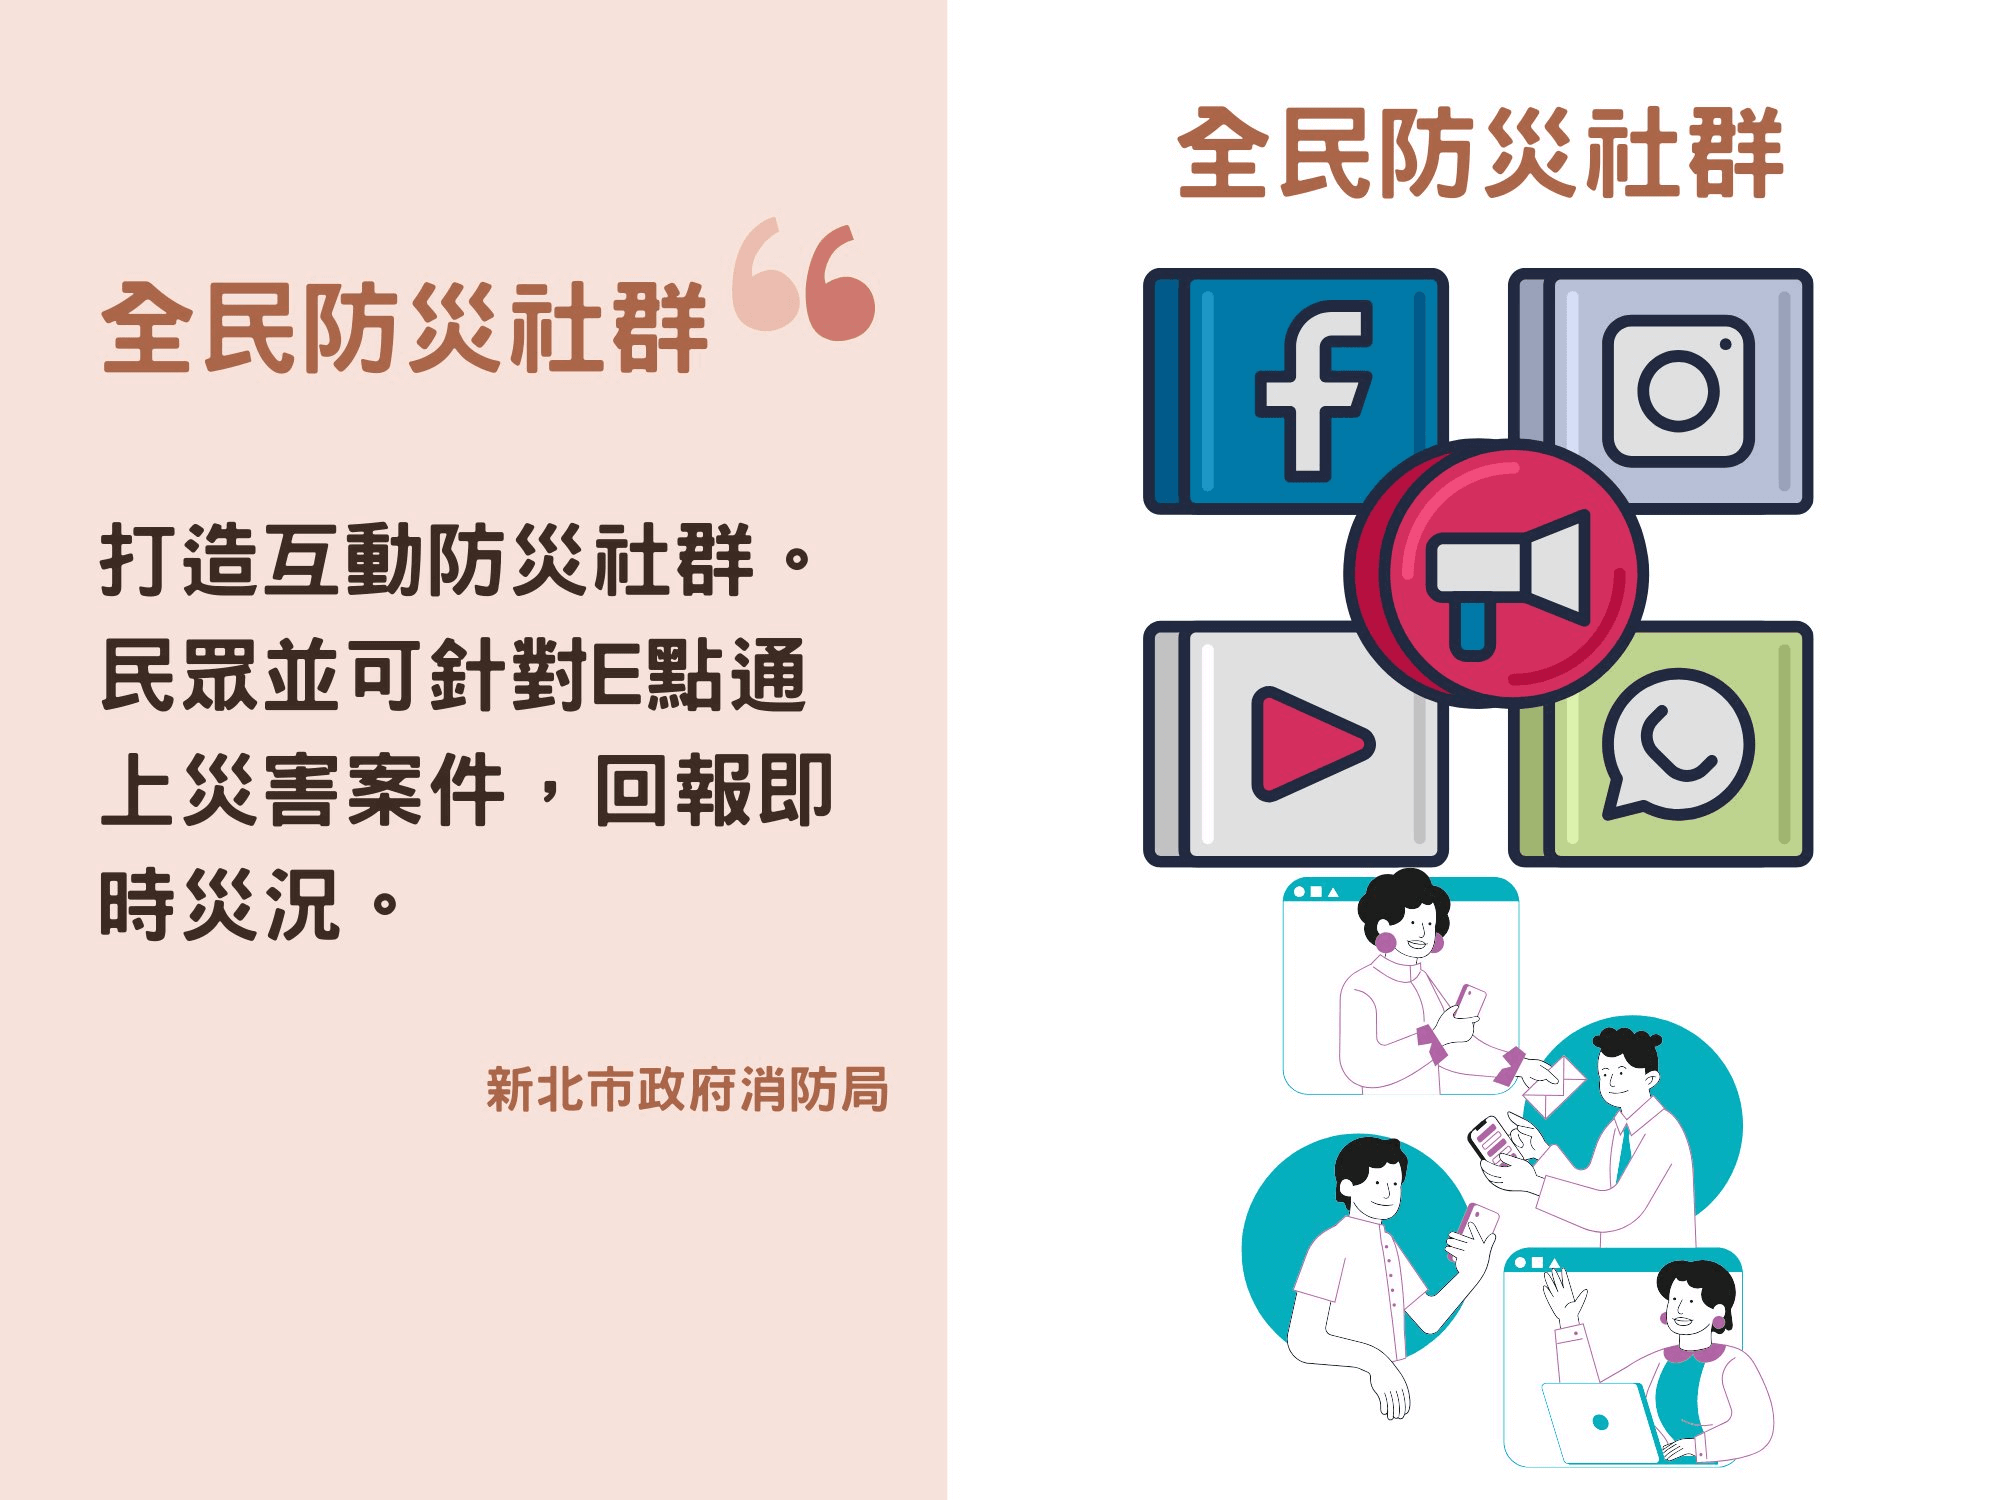 全民防災社群
打造互動防災社群。
民眾並可針對E點通
上災害案件，回報即
時災況。
新北市政府消防局
全民防災社群